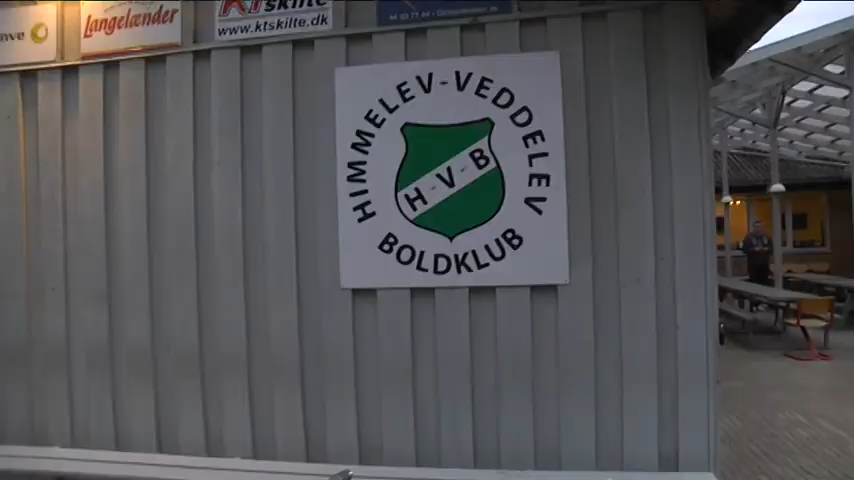 Langelænder
KTskilte
www.ktskilte.dk
HIMMELEV-VEDDELEV
H-V-B
BOLDKLUB